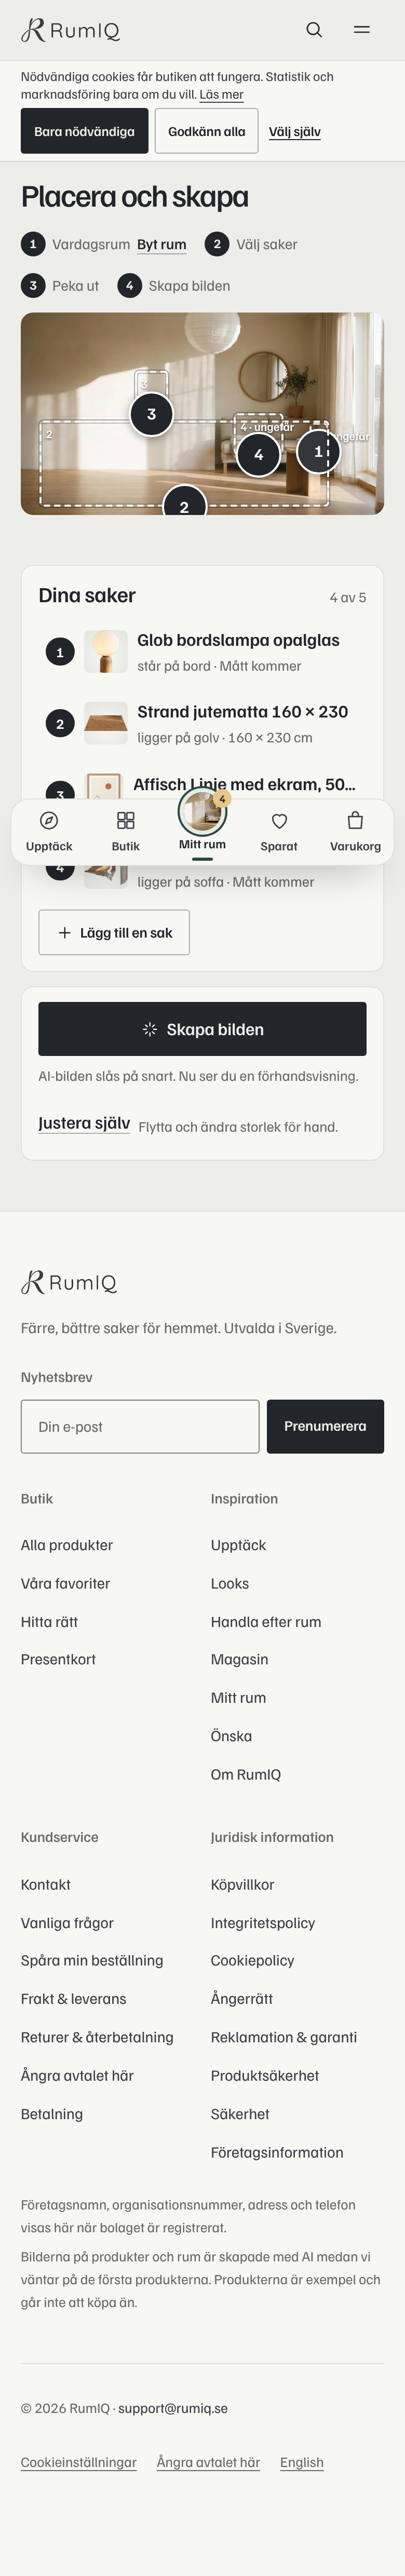 RumIQ
Nödvändiga cookies får butiken att fungera. Statistik och
marknadsföring bara om du vill. Läs mer
Bara nödvändiga
Godkänn alla
Välj själv
Placera och skapa
1 Vardagsrum Byt rum 2 Välj saker
3 Peka ut 4 Skapa bilden
3
3
2
4 · ungefär
4
1
2
Dina saker
4 av 5
1
Glob bordslampa opalglas
står på bord · Mått kommer
2
Strand jutematta 160 × 230
ligger på golv · 160 × 230 cm
3
Affisch Linje med ekram, 50...
4
Upptäck
Butik
Mitt rum
Sparat
Varukorg
4
ligger på soffa · Mått kommer
+ Lägg till en sak
Skapa bilden
AI-bilden slås på snart. Nu ser du en förhandsvisning.
Justera själv Flytta och ändra storlek för hand.
RumIQ
Färre, bättre saker för hemmet. Utvalda i Sverige.
Nyhetsbrev
Din e-post
Prenumerera
Butik
Alla produkter
Våra favoriter
Hitta rätt
Presentkort
Inspiration
Upptäck
Looks
Handla efter rum
Magasin
Mitt rum
Önska
Om RumIQ
Kundservice
Kontakt
Vanliga frågor
Spåra min beställning
Frakt & leverans
Returer & återbetalning
Ångra avtalet här
Betalning
Juridisk information
Köpvillkor
Integritetspolicy
Cookiepolicy
Ångerrätt
Reklamation & garanti
Produktsäkerhet
Säkerhet
Företagsinformation
Företagsnamn, organisationsnummer, adress och telefon
visas här när bolaget är registrerat.
Bilderna på produkter och rum är skapade med AI medan vi
väntar på de första produkterna. Produkterna är exempel och
går inte att köpa än.
© 2026 RumIQ · support@rumiq.se
Cookieinställningar
Ångra avtalet här
English